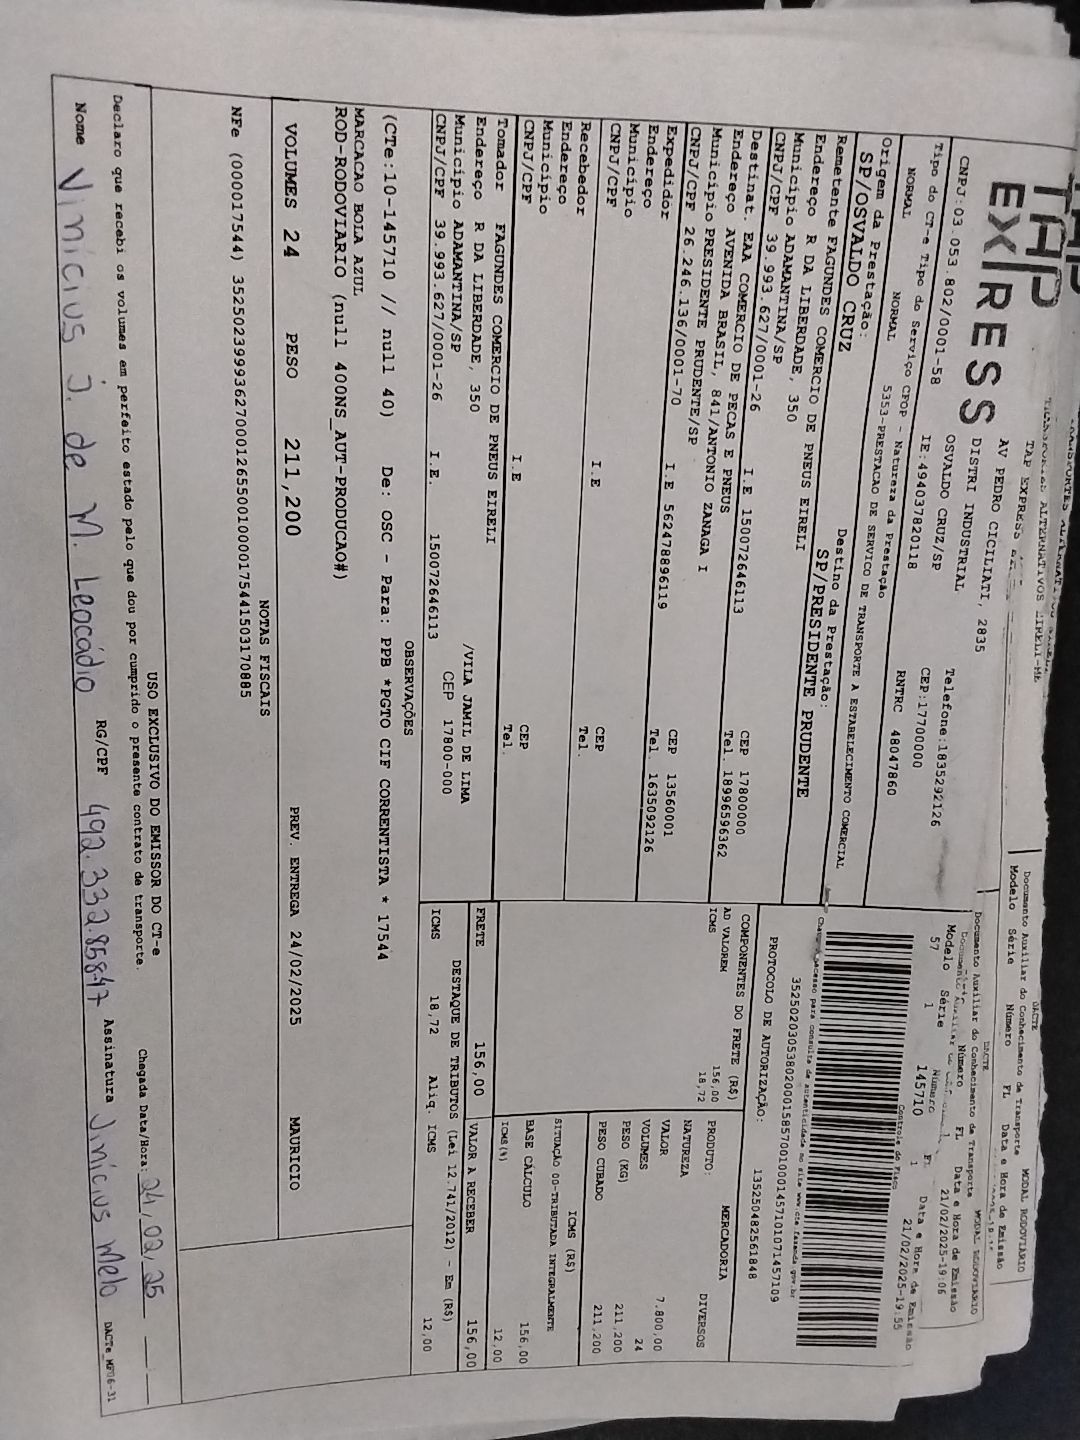 TAP
EXPRESS
AV PEDRO CICILIATI, 2835
DISTRI INDUSTRIAL
OSVALDO CRUZ/SP
CNPJ:03.053.802/0001-58
IE:494037820118
Telefone:1835292126
CEP:17700000
RNTRC 48047860
Tipo do CT-e Tipo do Serviço CFOP - Natureza da Prestação
NORMAL NORMAL 5353-PRESTACAO DE SERVICO DE TRANSPORTE A ESTABELECIMENTO COMERCIAL
DACTE
Documento Auxiliar do Conhecimento de Transporte MODAL RODOVIARIO
Modelo Série Número FL Data e Hora de Emissão
21/02/2025-19:06
57 1 145710 1 21/02/2025-19:55
Controle do Fisco
Origem da Prestação: Destino da Prestação:
SP/OSVALDO CRUZ SP/PRESIDENTE PRUDENTE
Remetente FAGUNDES COMERCIO DE PNEUS EIRELI
Endereço R DA LIBERDADE, 350
Município ADAMANTINA/SP CEP 17800000
CNPJ/CPF 39.993.627/0001-26 I.E 150072646113 Tel. 18996596362
Destinat. EAA COMERCIO DE PECAS E PNEUS
Endereço AVENIDA BRASIL, 841/ANTONIO ZANAGA I
Município PRESIDENTE PRUDENTE/SP CEP 13560001
CNPJ/CPF 26.246.136/0001-70 I.E 562478896119 Tel. 1635092126
Expedidor
Endereço
Município CEP
CNPJ/CPF I.E Tel.
Recebedor
Endereço
Município CEP
CNPJ/CPF I.E Tel.
Tomador FAGUNDES COMERCIO DE PNEUS EIRELI
Endereço R DA LIBERDADE, 350 /VILA JAMIL DE LIMA
Município ADAMANTINA/SP CEP 17800-000
CNPJ/CPF 39.993.627/0001-26 I.E. 150072646113
Chave de acesso para consulta de autenticidade no site www.cte.fazenda.gov.br
35250203053802000158570010001457101071457109
PROTOCOLO DE AUTORIZAÇÃO: 135250482561848
COMPONENTES DO FRETE (R$)
AD VALOREM 156,00
ICMS 18,72
PRODUTO: MERCADORIA
NATUREZA DIVERSOS
VALOR 7.800,00
VOLUMES 24
PESO (KG) 211,200
PESO CUBADO 211,200
ICMS (R$)
SITUAÇÃO 00-TRIBUTADA INTEGRALMENTE
BASE CÁLCULO 156,00
ICMS(%) 12,00
FRETE 156,00 VALOR A RECEBER 156,00
DESTAQUE DE TRIBUTOS (Lei 12.741/2012) - Em (R$)
ICMS 18,72 Aliq. ICMS 12,00
OBSERVAÇÕES
(CTe:10-145710 // null 40) De: OSC - Para: PPB *PGTO CIF CORRENTISTA * 17544
MARCACAO BOLA AZUL
ROD-RODOVIARIO (null 400NS_AUT-PRODUCAO#)
VOLUMES 24 PESO 211,200 PREV. ENTREGA 24/02/2025 MAURICIO
NOTAS FISCAIS
NFe (000017544) 35250239993627000126550010000175441503170885
USO EXCLUSIVO DO EMISSOR DO CT-e
Declaro que recebi os volumes em perfeito estado pelo que dou por cumprido o presente contrato de transporte. Chegada Data/Hora: 24/02/25
Nome Vinicius J. de M. Leocádio RG/CPF 492.332.858-47 Assinatura Vinicius Melo